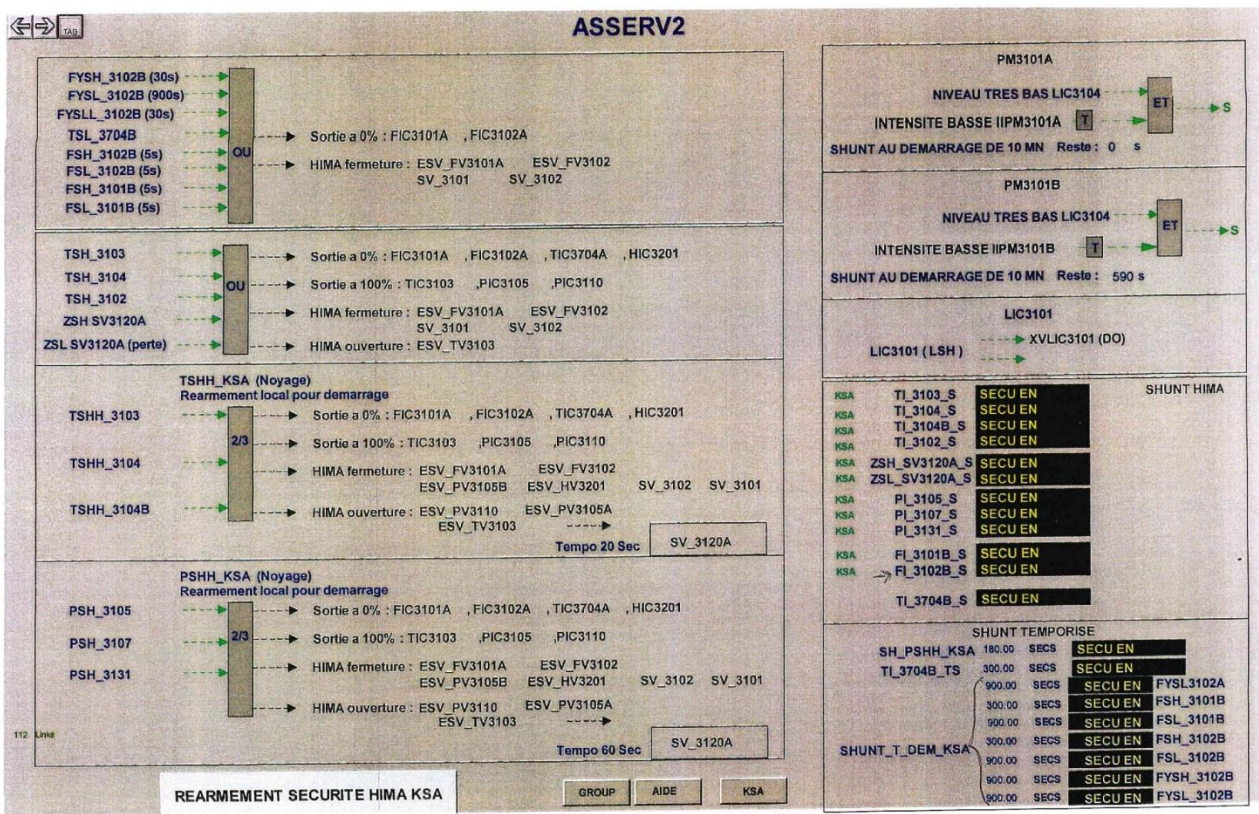 TAG
ASSERV2
FYSH_3102B (30s)
FYSL_3102B (900s)
FYSLL_3102B (30s)
TSL_3704B
FSH_3102B (5s)
FSL_3102B (5s)
FSH_3101B (5s)
FSL_3101B (5s)
OU
Sortie a 0% : FIC3101A , FIC3102A
HIMA fermeture : ESV_FV3101A ESV_FV3102
SV_3101 SV_3102
TSH_3103
TSH_3104
TSH_3102
ZSH SV3120A
ZSL SV3120A (perte)
OU
Sortie a 0% : FIC3101A , FIC3102A , TIC3704A , HIC3201
Sortie a 100% : TIC3103 ,PIC3105 ,PIC3110
HIMA fermeture : ESV_FV3101A ESV_FV3102
SV_3101 SV_3102
HIMA ouverture : ESV_TV3103
TSHH_KSA (Noyage)
Rearmement local pour demarrage
TSHH_3103
TSHH_3104
TSHH_3104B
2/3
Sortie a 0% : FIC3101A , FIC3102A , TIC3704A , HIC3201
Sortie a 100% : TIC3103 ,PIC3105 ,PIC3110
HIMA fermeture : ESV_FV3101A ESV_FV3102
ESV_PV3105B ESV_HV3201 SV_3102 SV_3101
HIMA ouverture : ESV_PV3110 ESV_PV3105A
ESV_TV3103
Tempo 20 Sec SV_3120A
PSHH_KSA (Noyage)
Rearmement local pour demarrage
PSH_3105
PSH_3107
PSH_3131
2/3
Sortie a 0% : FIC3101A , FIC3102A , TIC3704A , HIC3201
Sortie a 100% : TIC3103 ,PIC3105 ,PIC3110
HIMA fermeture : ESV_FV3101A ESV_FV3102
ESV_PV3105B ESV_HV3201 SV_3102 SV_3101
HIMA ouverture : ESV_PV3110 ESV_PV3105A
ESV_TV3103
Tempo 60 Sec SV_3120A
112 Links
REARMEMENT SECURITE HIMA KSA
GROUP AIDE KSA
PM3101A
NIVEAU TRES BAS LIC3104
INTENSITE BASSE IIPM3101A T
ET
S
SHUNT AU DEMARRAGE DE 10 MN Reste : 0 s
PM3101B
NIVEAU TRES BAS LIC3104
INTENSITE BASSE IIPM3101B T
ET
S
SHUNT AU DEMARRAGE DE 10 MN Reste : 590 s
LIC3101
XVLIC3101 (DO)
LIC3101 ( LSH )
SHUNT HIMA
KSA TI_3103_S SECU EN
KSA TI_3104_S SECU EN
KSA TI_3104B_S SECU EN
KSA TI_3102_S SECU EN
KSA ZSH_SV3120A_S SECU EN
KSA ZSL_SV3120A_S SECU EN
KSA PI_3105_S SECU EN
KSA PI_3107_S SECU EN
KSA PI_3131_S SECU EN
KSA FI_3101B_S SECU EN
KSA FI_3102B_S SECU EN
TI_3704B_S SECU EN
SHUNT TEMPORISE
SH_PSHH_KSA 180.00 SECS SECU EN
TI_3704B_TS 300.00 SECS SECU EN
SHUNT_T_DEM_KSA
900.00 SECS SECU EN FYSL3102A
300.00 SECS SECU EN FSH_3101B
900.00 SECS SECU EN FSL_3101B
300.00 SECS SECU EN FSH_3102B
900.00 SECS SECU EN FSL_3102B
900.00 SECS SECU EN FYSH_3102B
900.00 SECS SECU EN FYSL_3102B